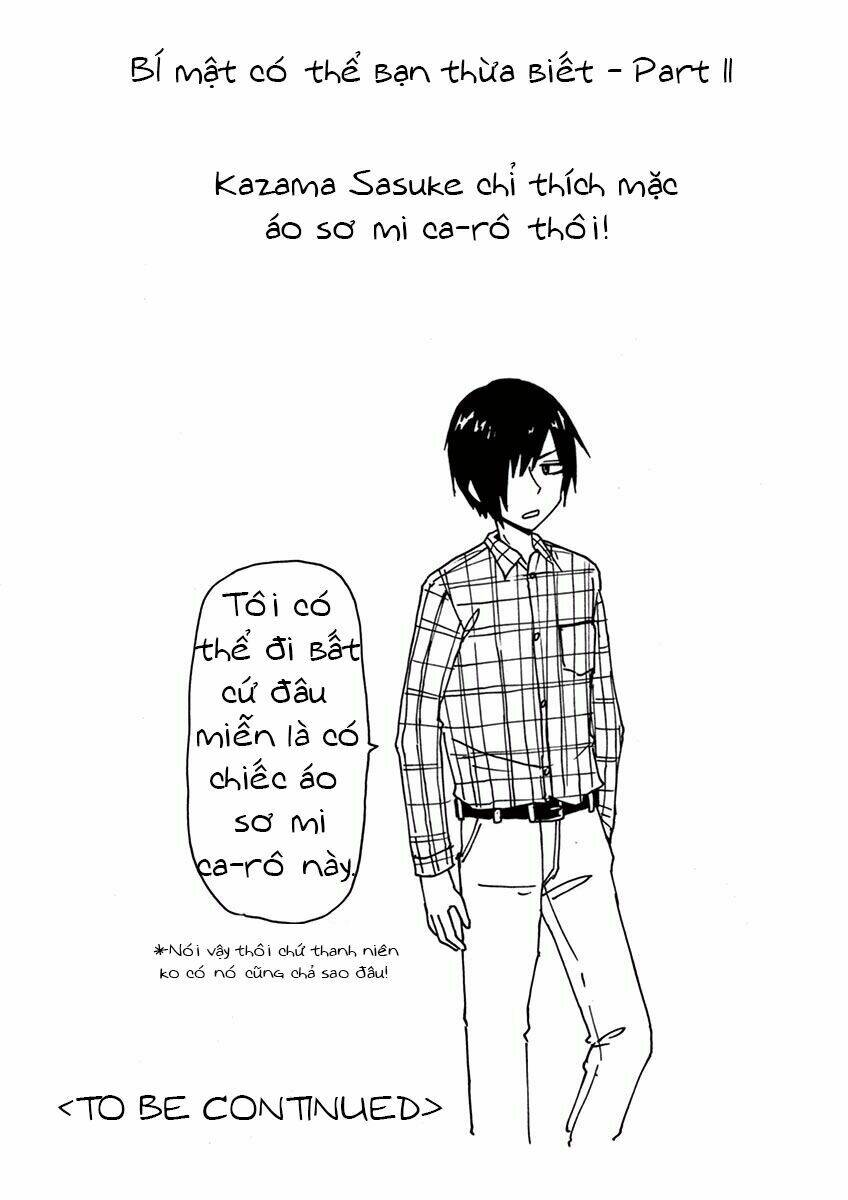 Bí mật có thể bạn thừa biết - Part II
Kazama Sasuke chỉ thích mặc
áo sơ mi ca-rô thôi!
Tôi có
thể đi bất
cứ đâu
miễn là có
chiếc áo
sơ mi
ca-rô này.
*-Nói vậy thôi chứ thanh niên
ko có nó cũng chả sao đâu!
<TO BE CONTINUED>